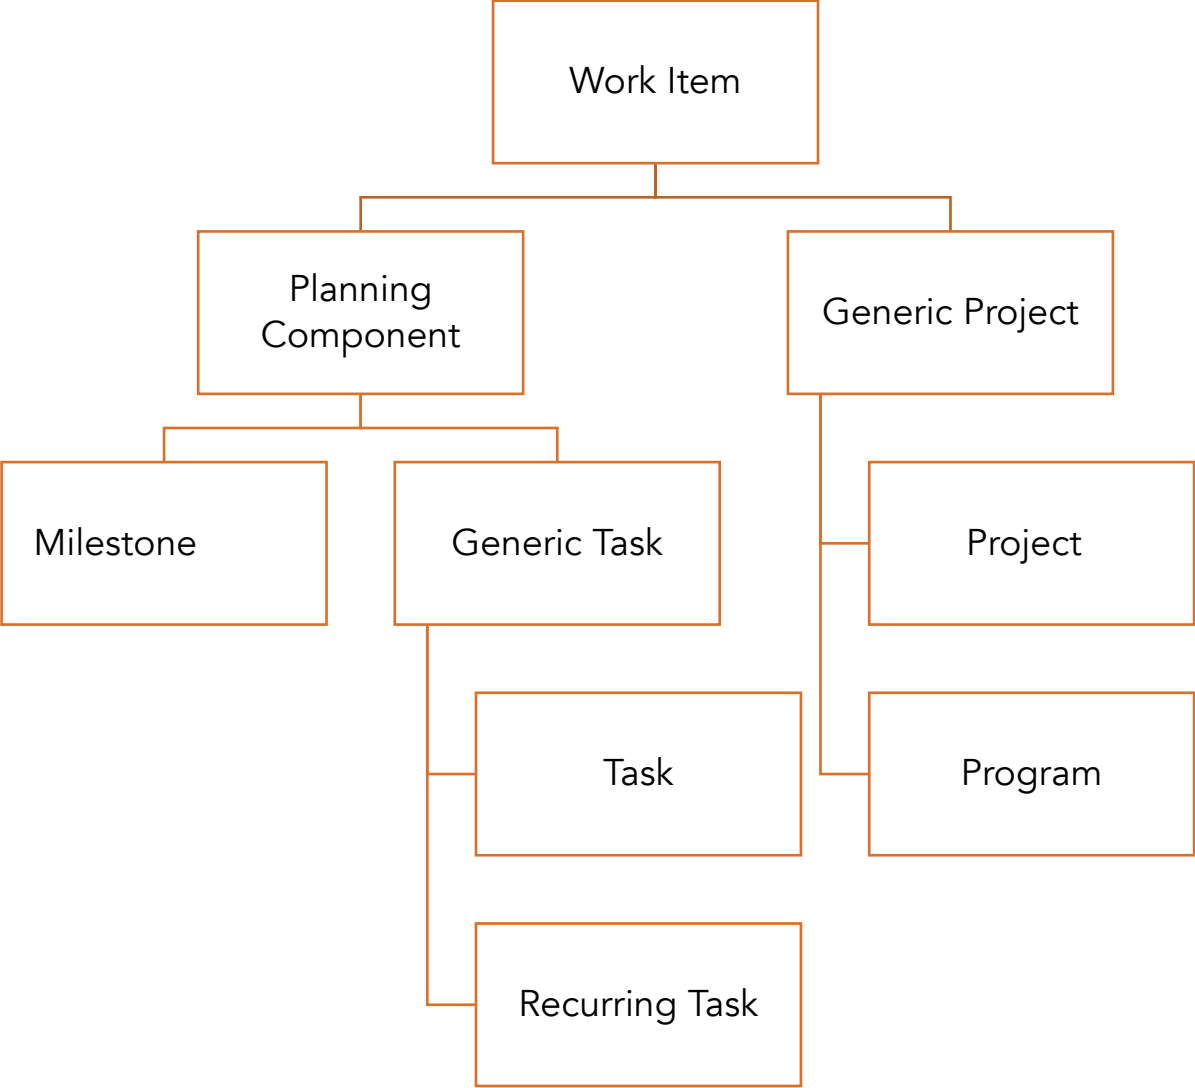 Work Item
Planning
Component
Generic Project
Milestone
Generic Task
Project
Task
Program
Recurring Task